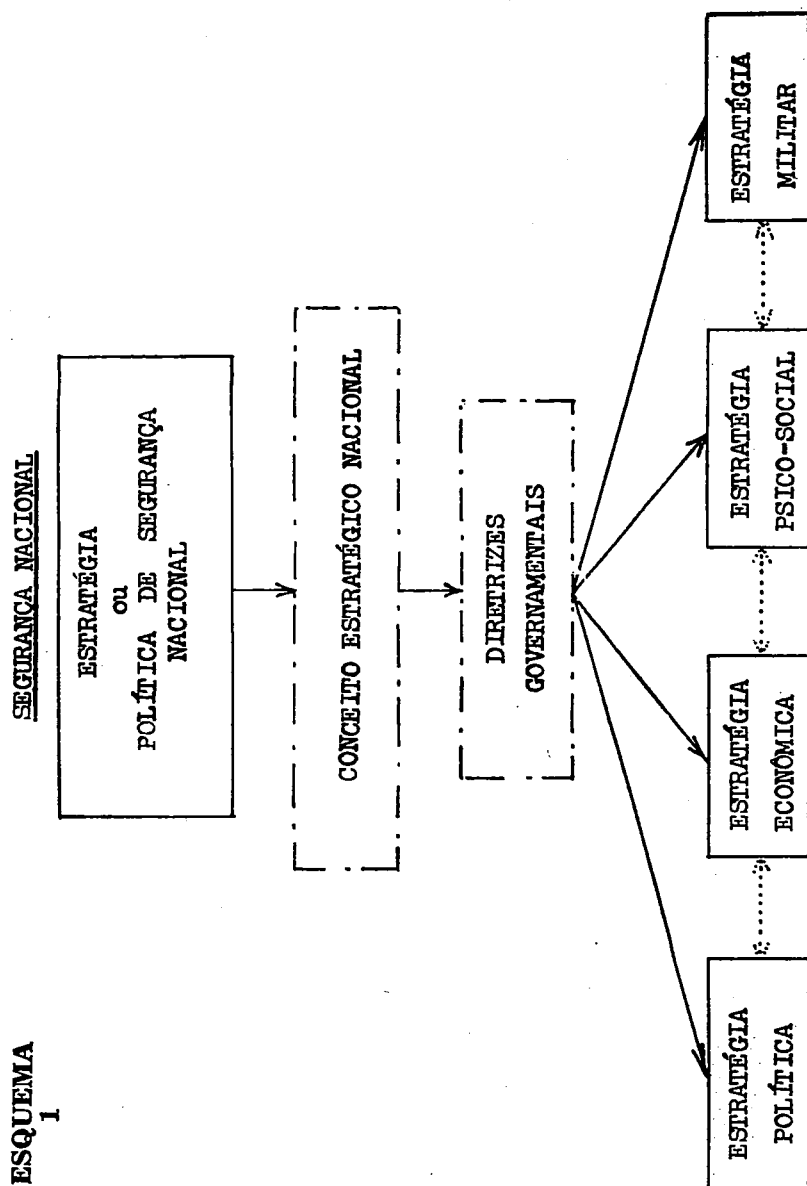 ESQUEMA
1
SEGURANÇA NACIONAL
ESTRATÉGIA
ou
POLÍTICA DE SEGURANÇA
NACIONAL
CONCEITO ESTRATÉGICO NACIONAL
DIRETRIZES
GOVERNAMENTAIS
ESTRATÉGIA
POLÍTICA
ESTRATÉGIA
ECONÔMICA
ESTRATÉGIA
PSICO-SOCIAL
ESTRATÉGIA
MILITAR